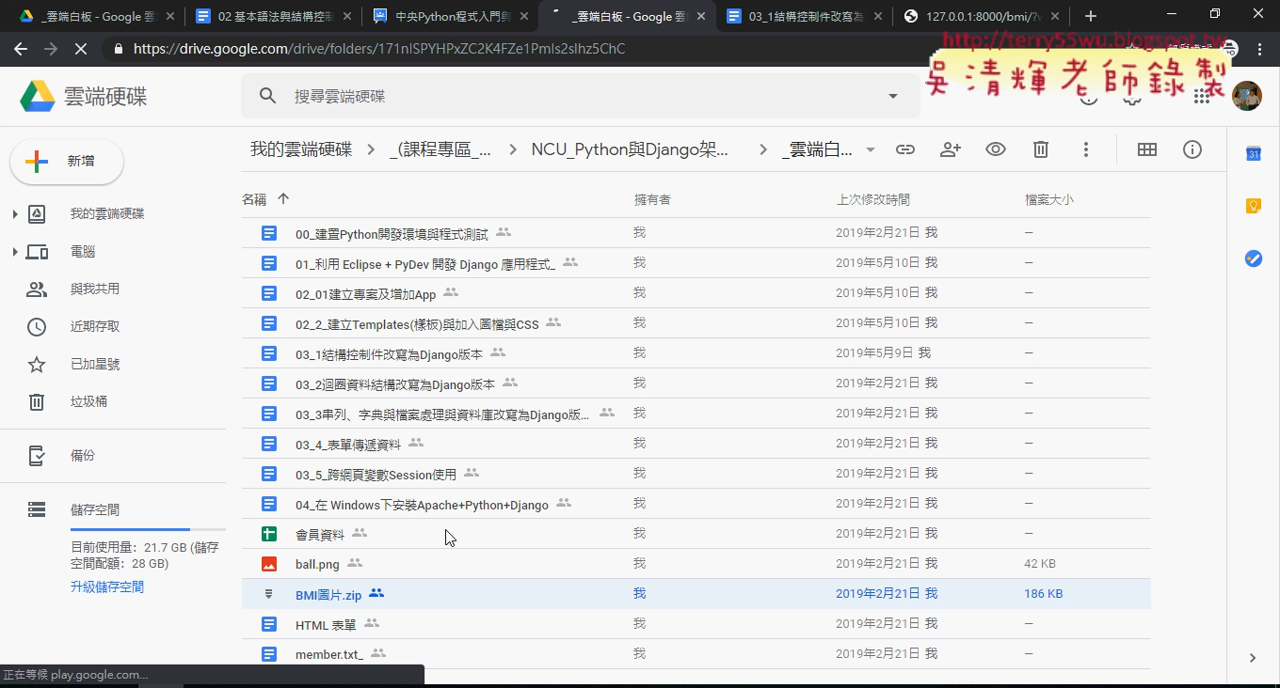 _雲端白板 - Google 雲
02 基本語法與結構控制
中央Python程式入門與
_雲端白板 - Google 雲
03_1結構控制件改寫為
127.0.0.1:8000/bmi/?
https://drive.google.com/drive/folders/171nISPYHPxZC2K4FZe1PmIs2sIhz5ChC
http://terry55wu.blogspot.tw
吳清輝老師錄製
雲端硬碟
搜尋雲端硬碟
新增
我的雲端硬碟 > _(課程專區_... > NCU_Python與Django架... > _雲端白...
名稱 擁有者 上次修改時間 檔案大小
我的雲端硬碟
電腦
與我共用
近期存取
已加星號
垃圾桶
備份
儲存空間
目前使用量：21.7 GB (儲存
空間配額：28 GB)
升級儲存空間
00_建置Python開發環境與程式測試 我 2019年2月21日 我 –
01_利用 Eclipse + PyDev 開發 Django 應用程式_ 我 2019年5月10日 我 –
02_01建立專案及增加App 我 2019年5月10日 我 –
02_2_建立Templates(樣板)與加入圖檔與CSS 我 2019年5月10日 我 –
03_1結構控制件改寫為Django版本 我 2019年5月9日 我 –
03_2迴圈資料結構改寫為Django版本 我 2019年2月21日 我 –
03_3串列、字典與檔案處理與資料庫改寫為Django版... 我 2019年2月21日 我 –
03_4_表單傳遞資料 我 2019年2月21日 我 –
03_5_跨網頁變數Session使用 我 2019年2月21日 我 –
04_在 Windows下安裝Apache+Python+Django 我 2019年2月21日 我 –
會員資料 我 2019年2月21日 我 –
ball.png 我 2019年2月21日 我 42 KB
BMI圖片.zip 我 2019年2月21日 我 186 KB
HTML 表單 我 2019年2月21日 我 –
member.txt_ 我 2019年2月21日 我 –
正在等候 play.google.com...
31